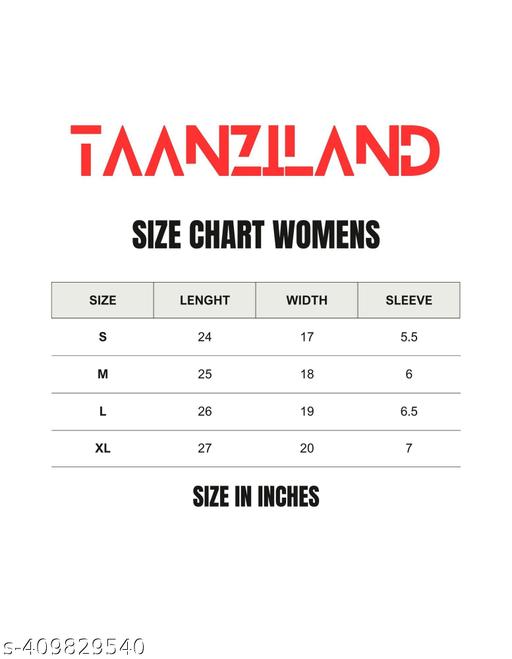 TAANZILAND
SIZE CHART WOMENS
SIZE LENGHT WIDTH SLEEVE
S 24 17 5.5
M 25 18 6
L 26 19 6.5
XL 27 20 7
SIZE IN INCHES
s-409829540